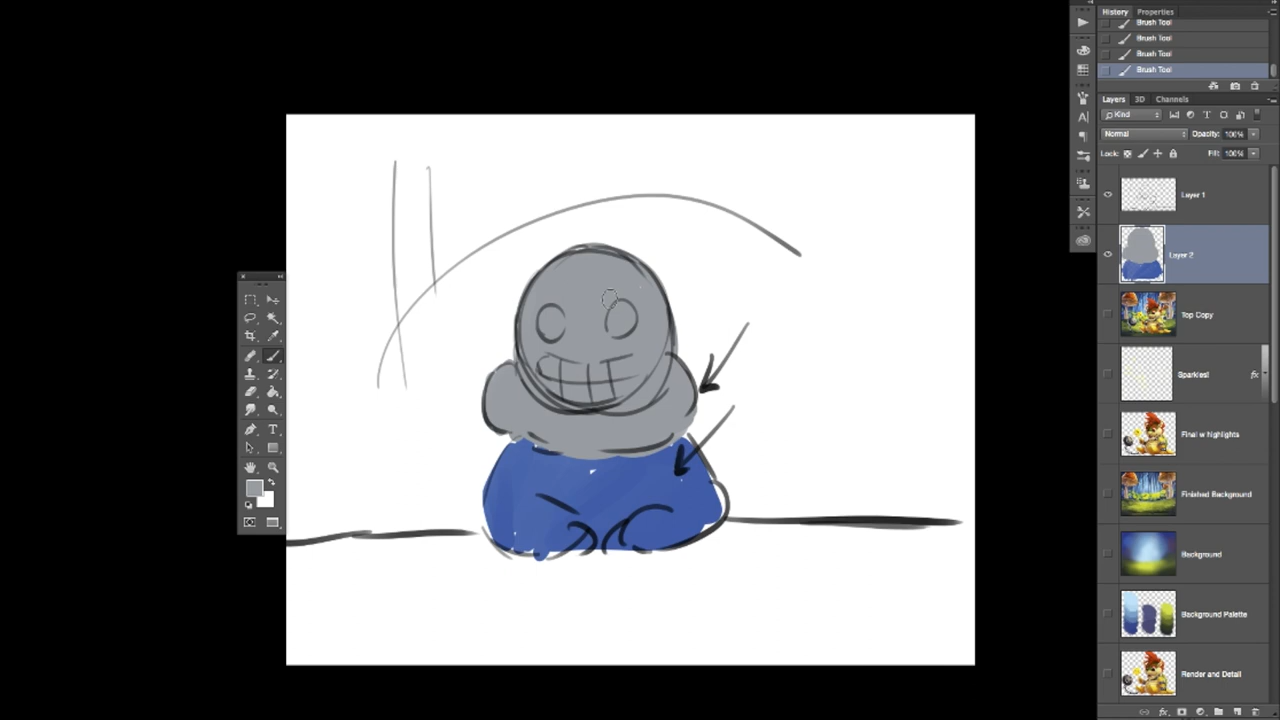 History Properties
Brush Tool
Brush Tool
Brush Tool
Brush Tool
Layers 3D Channels
Kind
Normal Opacity: 100%
Lock: Fill: 100%
Layer 1
Layer 2
Top Copy
Sparkles!
fx
Final w highlights
Finished Background
Background
Background Palette
Render and Detail